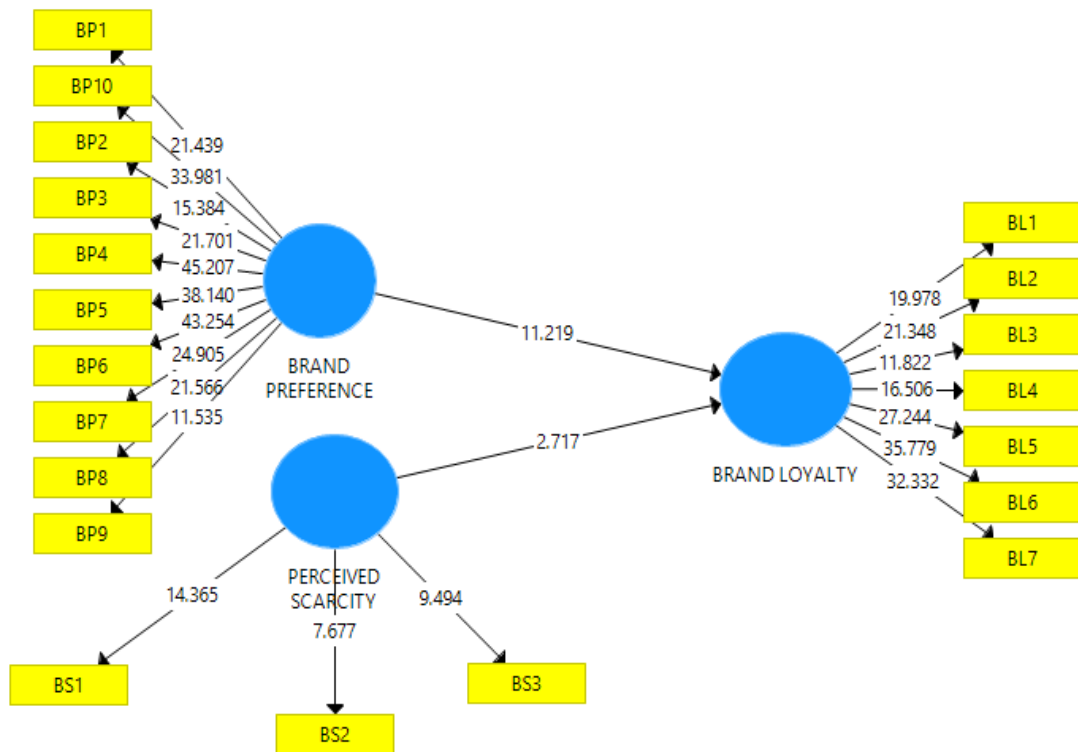 BP1
BP10
BP2
BP3
BP4
BP5
BP6
BP7
BP8
BP9
21.439
33.981
15.384
21.701
45.207
38.140
43.254
24.905
21.566
11.535
BRAND
PREFERENCE
11.219
2.717
PERCEIVED
SCARCITY
14.365
7.677
9.494
BS1
BS2
BS3
BRAND LOYALTY
19.978
21.348
11.822
16.506
27.244
35.779
32.332
BL1
BL2
BL3
BL4
BL5
BL6
BL7